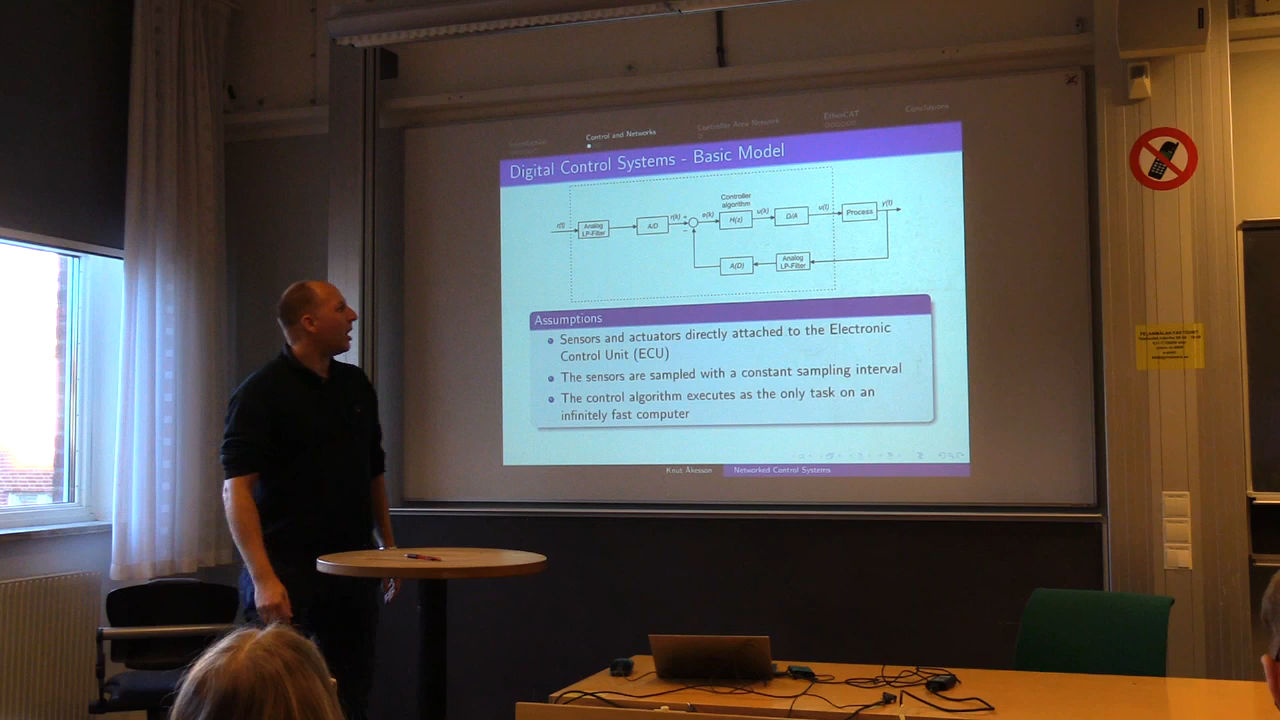 Introduction
Control and Networks
Controller Area Network
EtherCAT
Conclusions
Digital Control Systems - Basic Model
Controller
algorithm
r(t)
Analog
LP-Filter
A/D
r(k)
+
−
e(k)
H(z)
u(k)
D/A
u(t)
Process
y(t)
A(D)
Analog
LP-Filter
Assumptions
Sensors and actuators directly attached to the Electronic
Control Unit (ECU)
The sensors are sampled with a constant sampling interval
The control algorithm executes as the only task on an
infinitely fast computer
Knut Åkesson
Networked Control Systems